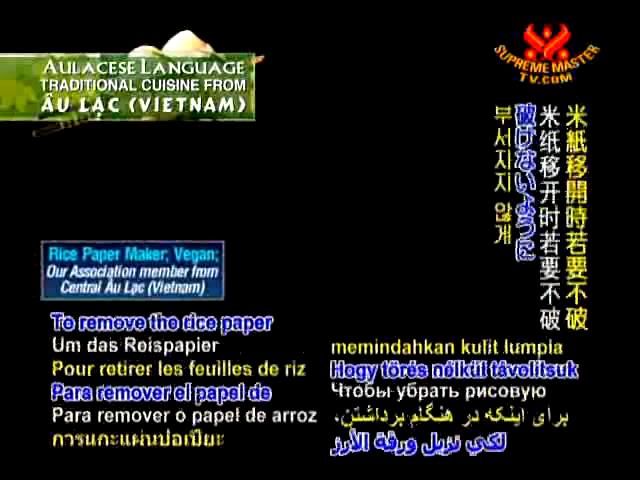 AULACESE LANGUAGE
TRADITIONAL CUISINE FROM
ÂU LẠC (VIETNAM)
SUPREME MASTER
TV.COM
米紙移開時若要不破
米纸移开时若要不破
破けないように
부서지지 않게
Rice Paper Maker; Vegan;
Our Association member from
Central Âu Lạc (Vietnam)
To remove the rice paper
Um das Reispapier
Pour retirer les feuilles de riz
Para remover el papel de
Para remover o papel de arroz
การแกะแผ่นปอเปี๊ยะ
memindahkan kulit lumpia
Hogy törés nélkül távolítsuk
Чтобы убрать рисовую
برای اینکه در هنگام برداشتن،
لكي نزيل ورقة الأرز